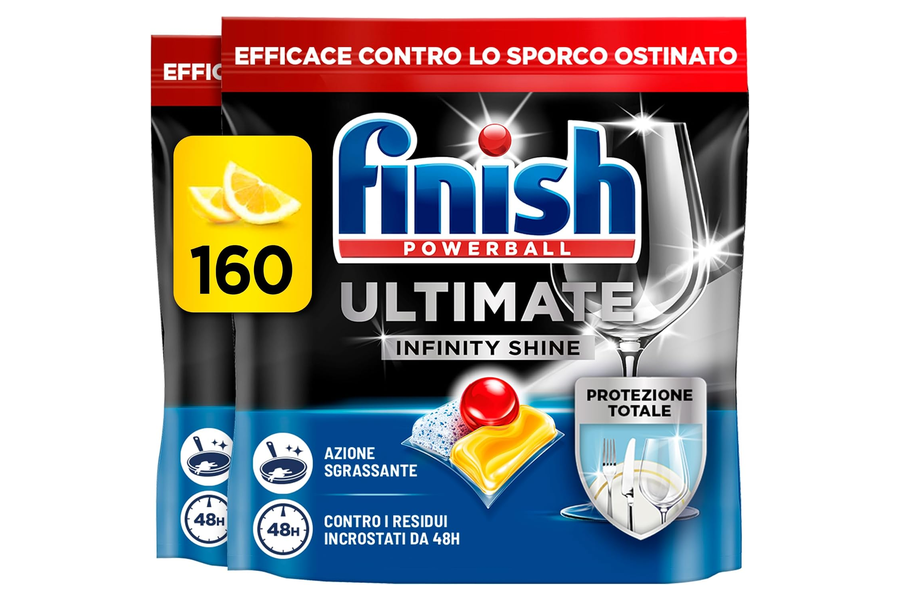 EFFICACE CONTRO LO SPORCO OSTINATO
EFFIC
160
finish
POWERBALL
ULTIMATE
INFINITY SHINE
PROTEZIONE
TOTALE
AZIONE
SGRASSANTE
48H
CONTRO I RESIDUI
INCROSTATI DA 48H
48H